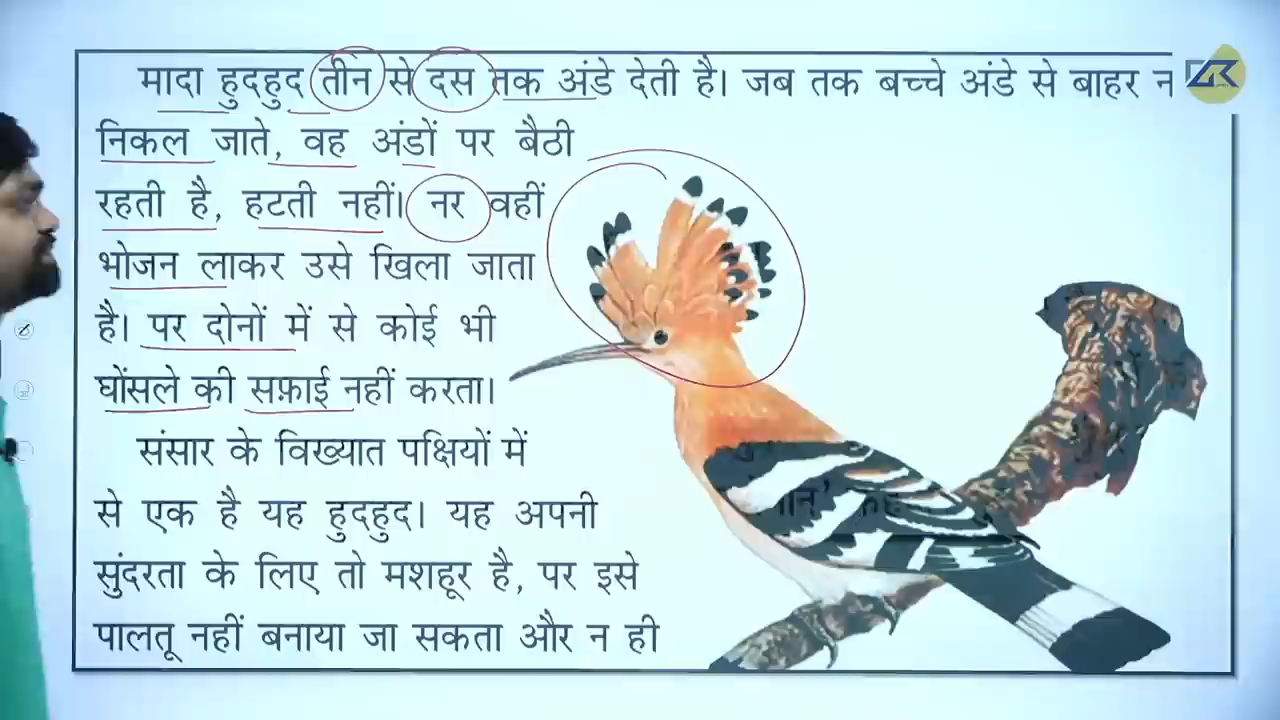 मादा हुदहुद तीन से दस तक अंडे देती है। जब तक बच्चे अंडे से बाहर न
निकल जाते, वह अंडों पर बैठी
रहती है, हटती नहीं। नर वहीं
भोजन लाकर उसे खिला जाता
है। पर दोनों में से कोई भी
घोंसले की सफ़ाई नहीं करता।
संसार के विख्यात पक्षियों में
से एक है यह हुदहुद। यह अपनी
सुंदरता के लिए तो मशहूर है, पर इसे
पालतू नहीं बनाया जा सकता और न ही